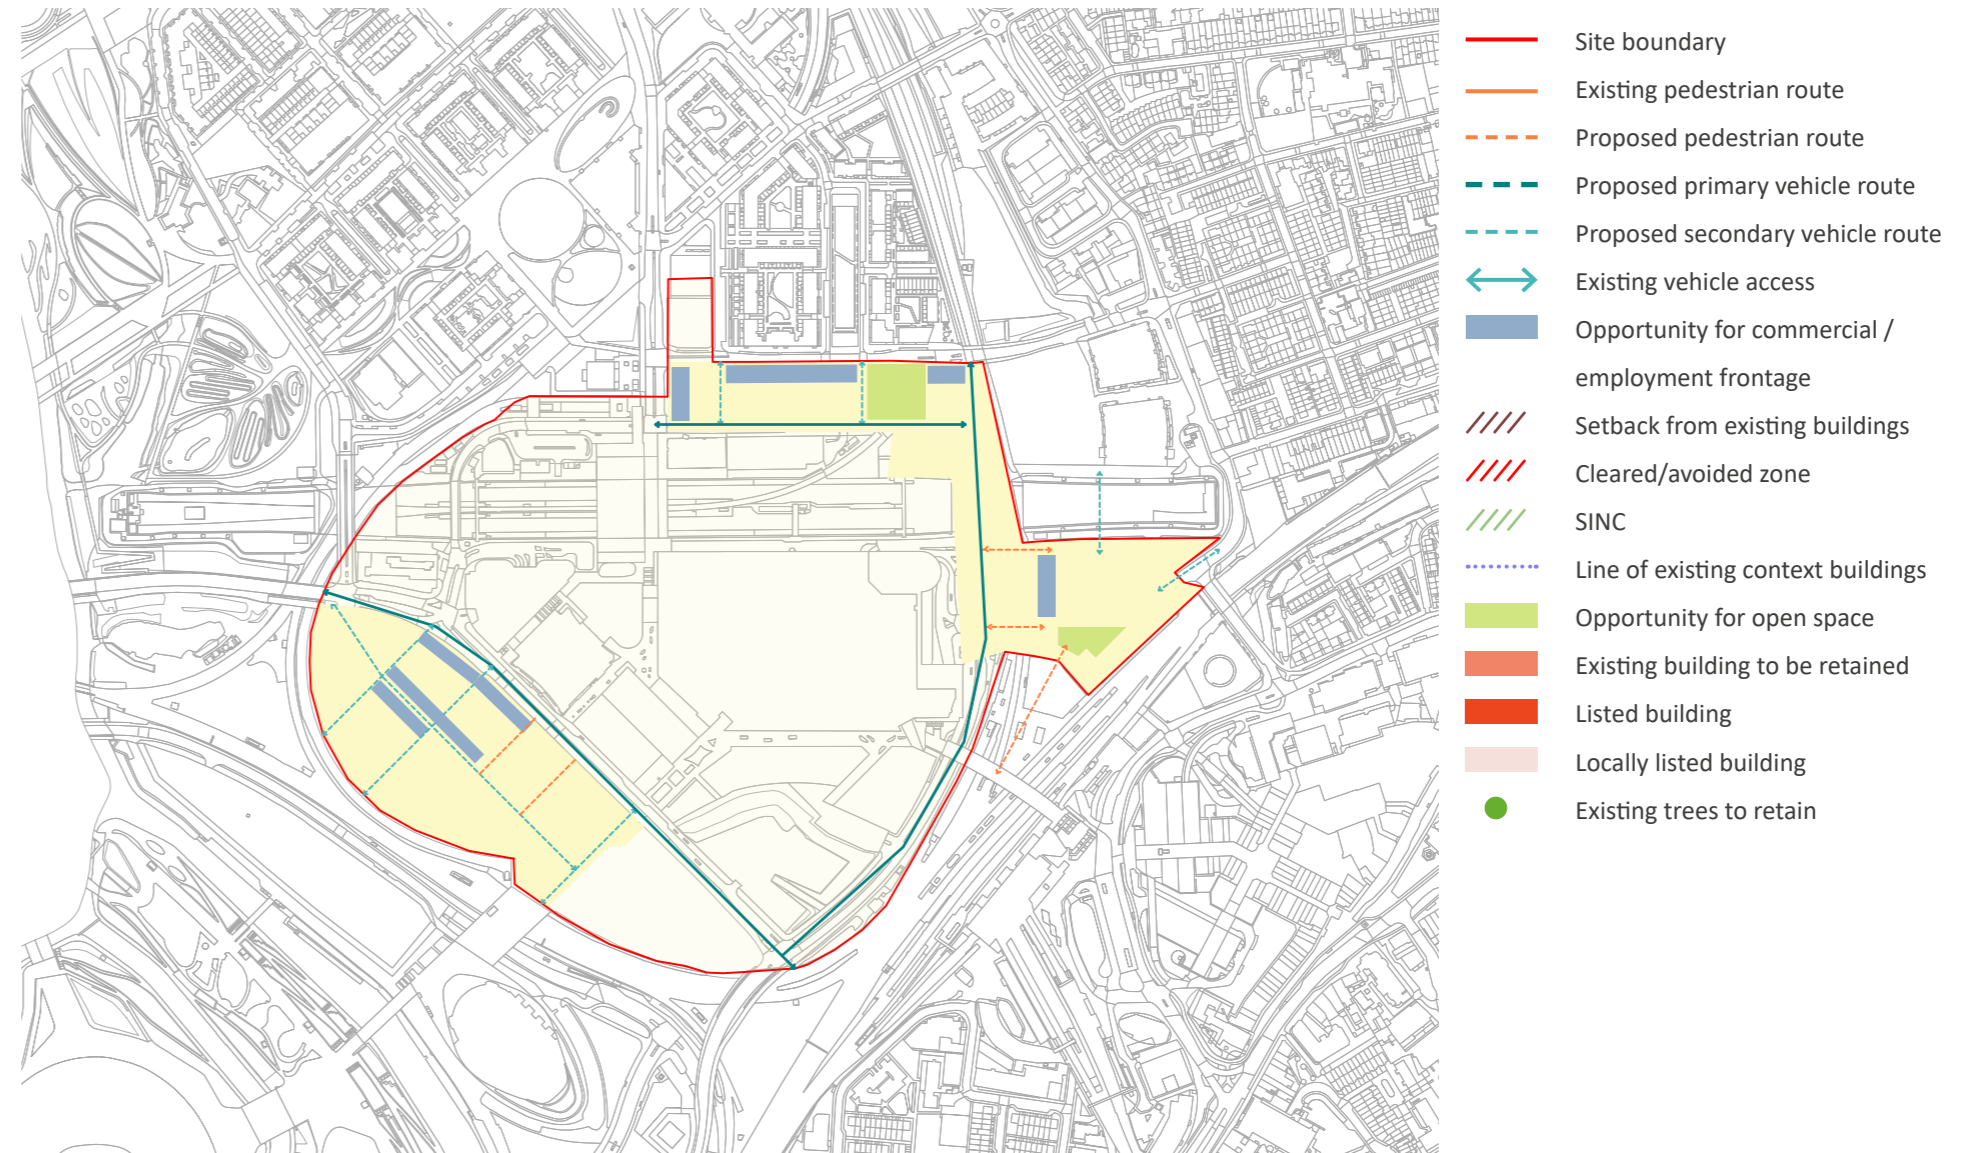 Site boundary
Existing pedestrian route
Proposed pedestrian route
Proposed primary vehicle route
Proposed secondary vehicle route
Existing vehicle access
Opportunity for commercial /
employment frontage
Setback from existing buildings
Cleared/avoided zone
SINC
Line of existing context buildings
Opportunity for open space
Existing building to be retained
Listed building
Locally listed building
Existing trees to retain